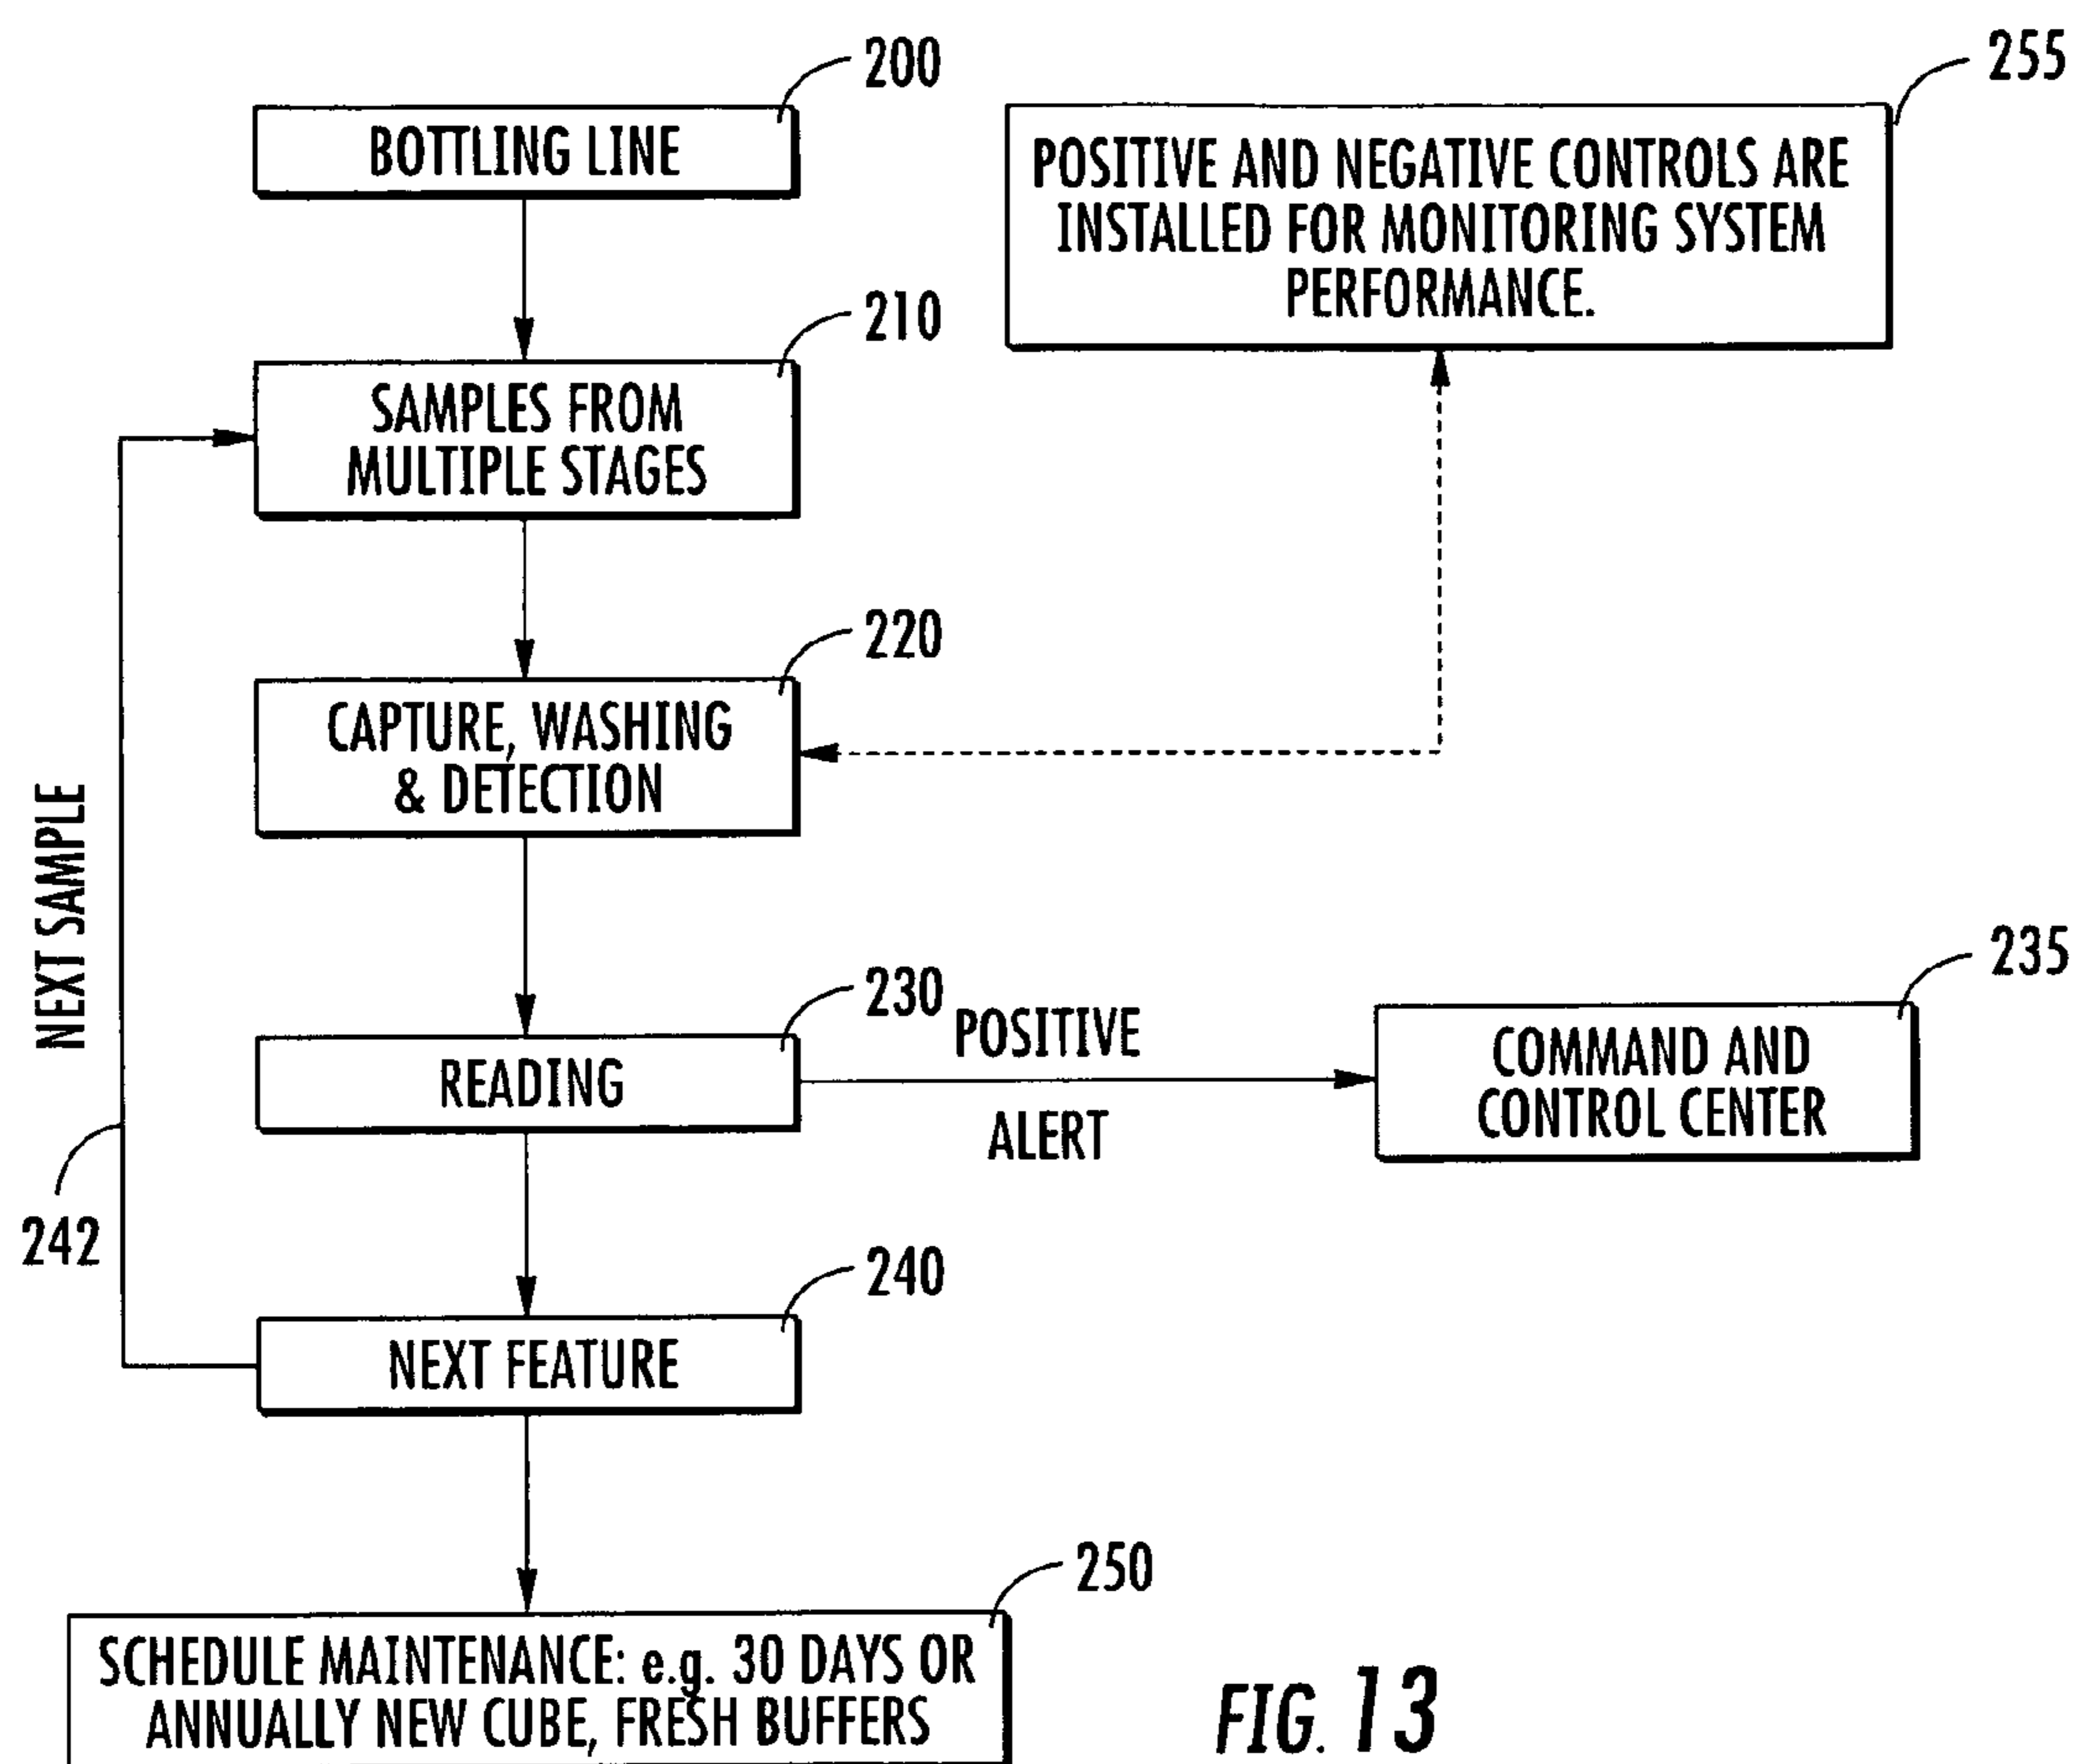 200
BOTTLING LINE
255
POSITIVE AND NEGATIVE CONTROLS ARE
INSTALLED FOR MONITORING SYSTEM
PERFORMANCE.
210
SAMPLES FROM
MULTIPLE STAGES
220
CAPTURE, WASHING
& DETECTION
NEXT SAMPLE
230
READING
POSITIVE
ALERT
235
COMMAND AND
CONTROL CENTER
242
240
NEXT FEATURE
250
SCHEDULE MAINTENANCE: e.g. 30 DAYS OR
ANNUALLY NEW CUBE, FRESH BUFFERS
FIG. 13